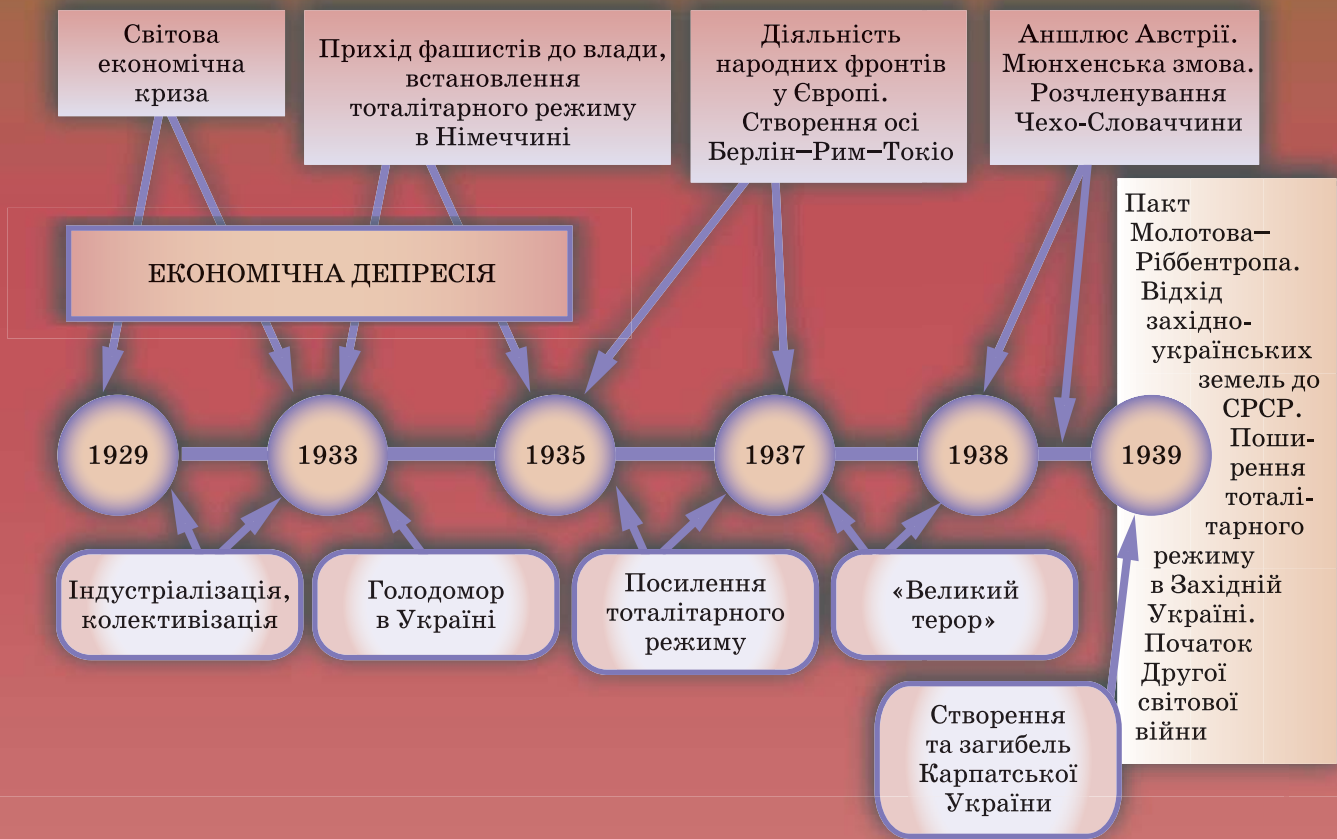 Світова
економічна
криза
Прихід фашистів до влади,
встановлення
тоталітарного режиму
в Німеччині
Діяльність
народних фронтів
у Європі.
Створення осі
Берлін–Рим–Токіо
Аншлюс Австрії.
Мюнхенська змова.
Розчленування
Чехо-Словаччини
ЕКОНОМІЧНА ДЕПРЕСІЯ
1929
1933
1935
1937
1938
1939
Пакт
Молотова–
Ріббентропа.
Відхід
західно-
українських
земель до
СРСР.
Поши-
рення
тоталі-
тарного
режиму
в Західній
Україні.
Початок
Другої
світової
війни
Індустріалізація,
колективізація
Голодомор
в Україні
Посилення
тоталітарного
режиму
«Великий
терор»
Створення
та загибель
Карпатської
України